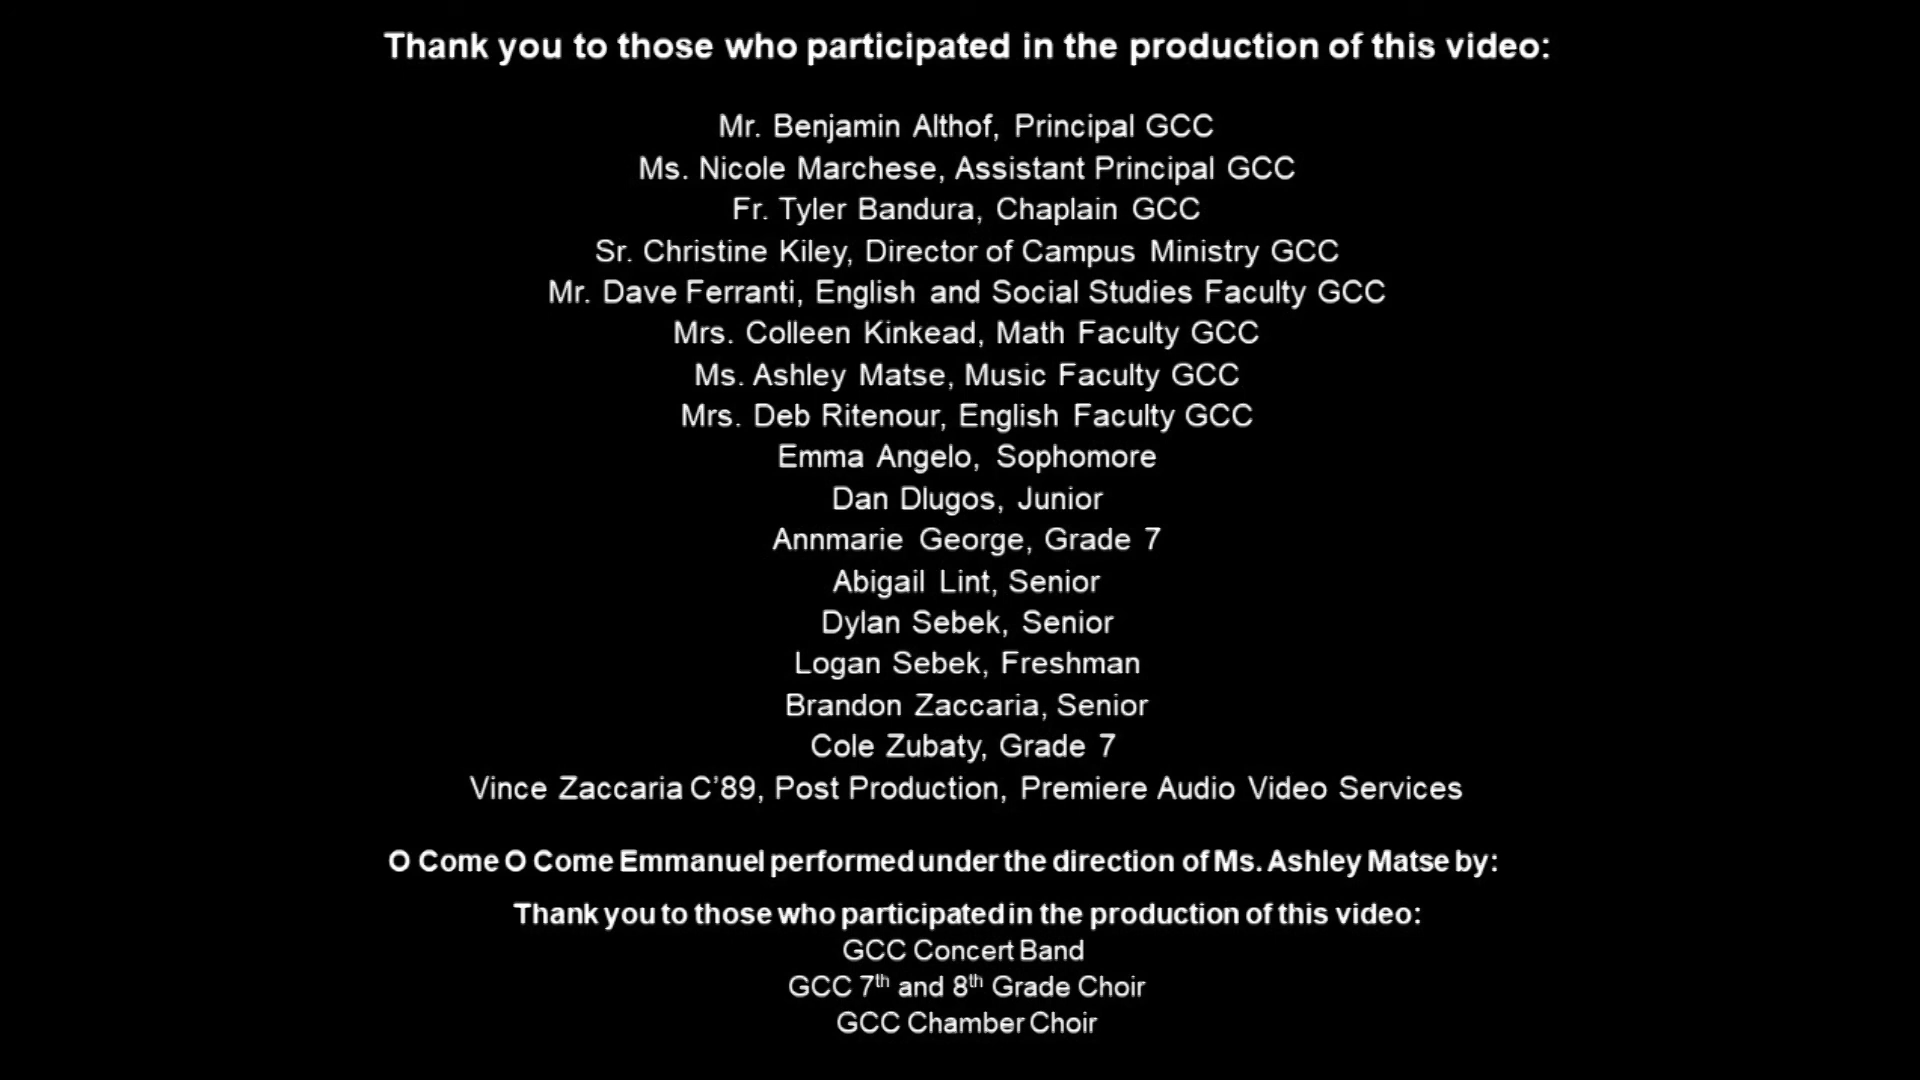 Thank you to those who participated in the production of this video:
Mr. Benjamin Althof, Principal GCC
Ms. Nicole Marchese, Assistant Principal GCC
Fr. Tyler Bandura, Chaplain GCC
Sr. Christine Kiley, Director of Campus Ministry GCC
Mr. Dave Ferranti, English and Social Studies Faculty GCC
Mrs. Colleen Kinkead, Math Faculty GCC
Ms. Ashley Matse, Music Faculty GCC
Mrs. Deb Ritenour, English Faculty GCC
Emma Angelo, Sophomore
Dan Dlugos, Junior
Annmarie George, Grade 7
Abigail Lint, Senior
Dylan Sebek, Senior
Logan Sebek, Freshman
Brandon Zaccaria, Senior
Cole Zubaty, Grade 7
Vince Zaccaria C’89, Post Production, Premiere Audio Video Services
O Come O Come Emmanuel performed under the direction of Ms. Ashley Matse by:
Thank you to those who participated in the production of this video:
GCC Concert Band
GCC 7th and 8th Grade Choir
GCC Chamber Choir